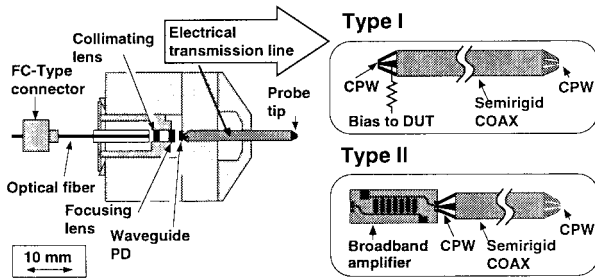 Collimating
lens
Electrical
transmission line
FC-Type
connector
Probe
tip
Optical fiber
Focusing
lens
Waveguide
PD
10 mm
Type I
CPW
Bias to DUT
Semirigid
COAX
CPW
Type II
Broadband
amplifier
CPW
Semirigid
COAX
CPW